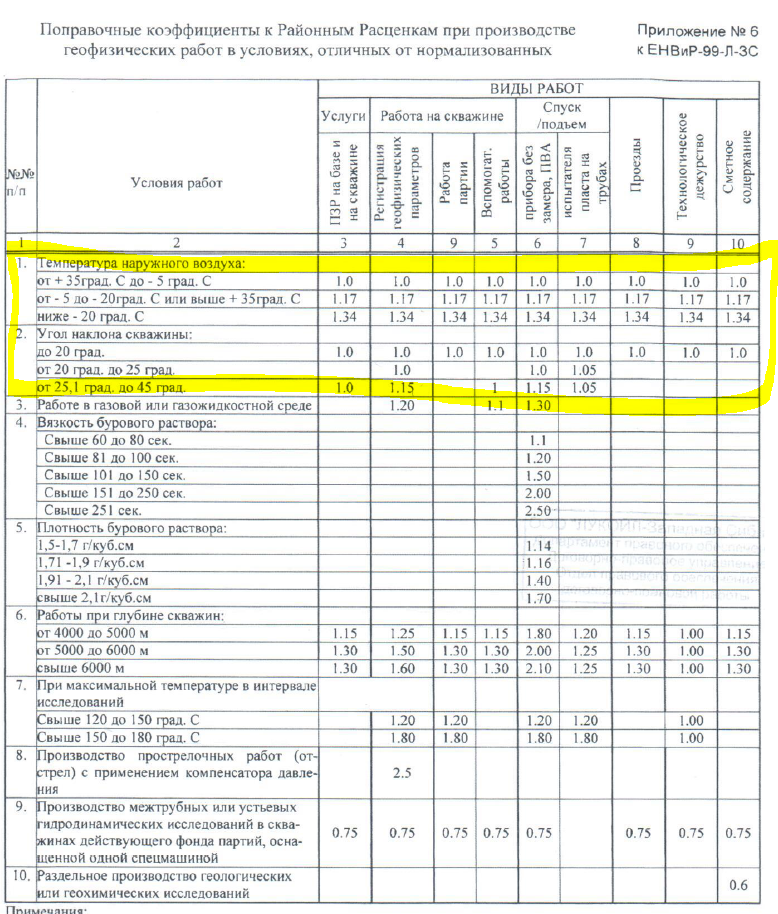 Поправочные коэффициенты к Районным Расценкам при производстве
геофизических работ в условиях, отличных от нормализованных
Приложение № 6
к ЕНВиР-99-Л-ЗС
№№ п/п
Условия работ
ВИДЫ РАБОТ
Услуги
Работа на скважине
Спуск
/подъем
ПЗР на базе и
на скважине
Регистрация
геофизических
параметров
Работа
партии
Вспомогат.
работы
прибора без
замера, ПВА
испытателя
пласта на
трубах
Проезды
Технологическое
дежурство
Сметное
содержание
1 2 3 4 9 5 6 7 8 9 10
1. Температура наружного воздуха:
от + 35град. С до - 5 град. С 1.0 1.0 1.0 1.0 1.0 1.0 1.0 1.0 1.0
от - 5 до - 20град. С или выше + 35град. С 1.17 1.17 1.17 1.17 1.17 1.17 1.17 1.17 1.17
ниже - 20 град. С 1.34 1.34 1.34 1.34 1.34 1.34 1.34 1.34 1.34
2. Угол наклона скважины:
до 20 град. 1.0 1.0 1.0 1.0 1.0 1.0 1.0 1.0 1.0
от 20 град. до 25 град. 1.0 1.0 1.05
от 25,1 град. до 45 град. 1.0 1.15 1 1.15 1.05
3. Работе в газовой или газожидкостной среде 1.20 1.1 1.30
4. Вязкость бурового раствора:
Свыше 60 до 80 сек. 1.1
Свыше 81 до 100 сек. 1.20
Свыше 101 до 150 сек. 1.50
Свыше 151 до 250 сек. 2.00
Свыше 251 сек. 2.50
5. Плотность бурового раствора:
1,5-1,7 г/куб.см 1.14
1,71 -1,9 г/куб.см 1.16
1,91 - 2,1 г/куб.см 1.40
свыше 2,1г/куб.см 1.70
6. Работы при глубине скважин:
от 4000 до 5000 м 1.15 1.25 1.15 1.15 1.80 1.20 1.15 1.00 1.15
от 5000 до 6000 м 1.30 1.50 1.30 1.30 2.00 1.25 1.30 1.00 1.30
свыше 6000 м 1.30 1.60 1.30 1.30 2.10 1.25 1.30 1.00 1.30
7. При максимальной температуре в интервале
исследований
Свыше 120 до 150 град. С 1.20 1.20 1.20 1.20 1.00
Свыше 150 до 180 град. С 1.80 1.80 1.80 1.80 1.00
8. Производство прострелочных работ (от-
стрел) с применением компенсатора давле- 2.5
ния
9. Производство межтрубных или устьевых
гидродинамических исследований в сква- 0.75 0.75 0.75 0.75 0.75 0.75 0.75 0.75
жинах действующего фонда партий, осна-
щенной одной спецмашиной
10. Раздельное производство геологических
или геохимических исследований 0.6
Примечания:
ООО "ЛУКОЙЛ-Западная Сиб